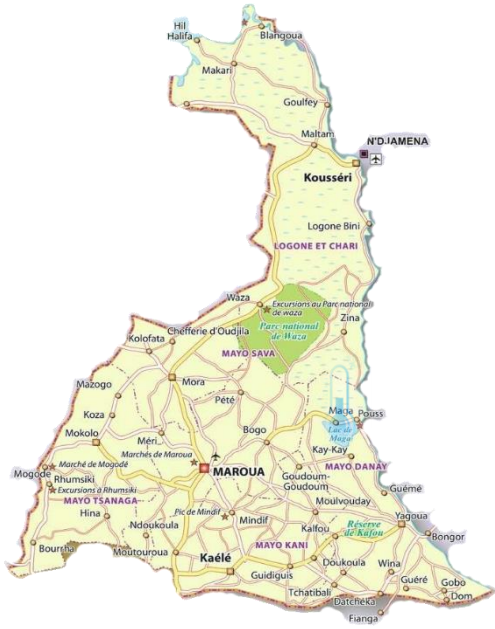 Hil
Halifa
Blangoua
Makari
Goulfey
Maltam
N'DJAMENA
Kousséri
Logone Bini
LOGONE ET CHARI
Waza
Excursions au Parc national
de waza
Parc national
de Waza
Zina
Chefferie d'Oudjila
Kolofata
MAYO SAVA
Mora
Mazogo
Pété
Koza
Maga
Pouss
Lac de
Maga
Mokolo
Méri
Bogo
Kay-Kay
Marchés de Maroua
MAROUA
MAYO DANAY
Mogode
Marché de Mogodé
Rhumsiki
Excursions à Rhumsiki
Goudoum-
Goudoum
Guémé
MAYO TSANAGA
Moulvouday
Hina
Pic de Mindif
Mindif
Yagoua
Ndoukoula
Kalfou
Réserve
de Kalfou
Bongor
Bourrha
Moutouroua
Kaélé
MAYO KANI
Guidiguis
Doukoula
Wina
Tchatibali
Guéré
Gobo
Datcheka
Dom
Fianga